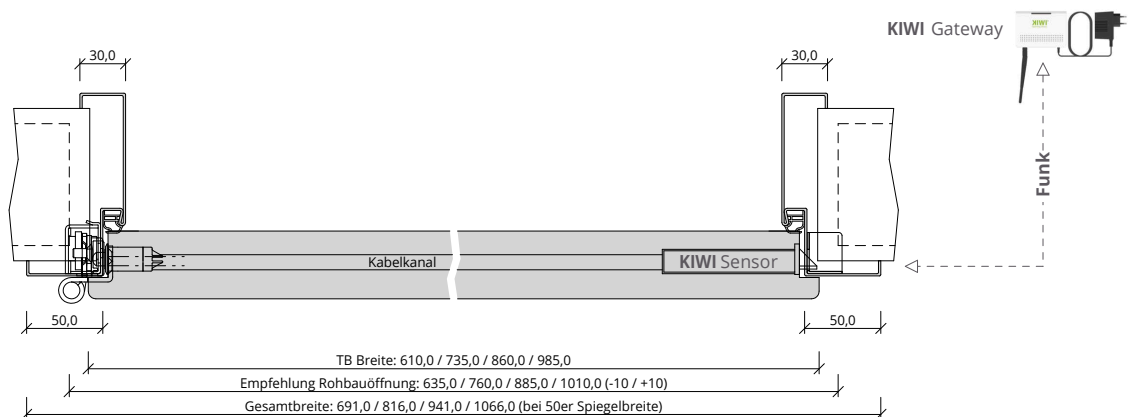 KIWI Gateway
KIWI
30,0
30,0
Funk
Kabelkanal
KIWI Sensor
50,0
50,0
TB Breite: 610,0 / 735,0 / 860,0 / 985,0
Empfehlung Rohbauöffnung: 635,0 / 760,0 / 885,0 / 1010,0 (-10 / +10)
Gesamtbreite: 691,0 / 816,0 / 941,0 / 1066,0 (bei 50er Spiegelbreite)